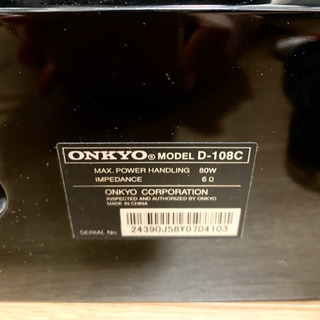 ONKYO® MODEL D-108C
MAX. POWER HANDLING 80W
IMPEDANCE 6 Ω
ONKYO CORPORATION
INSPECTED AND AUTHORIZED BY ONKYO
MADE IN CHINA
SERIAL No. 24390J58Y0704103